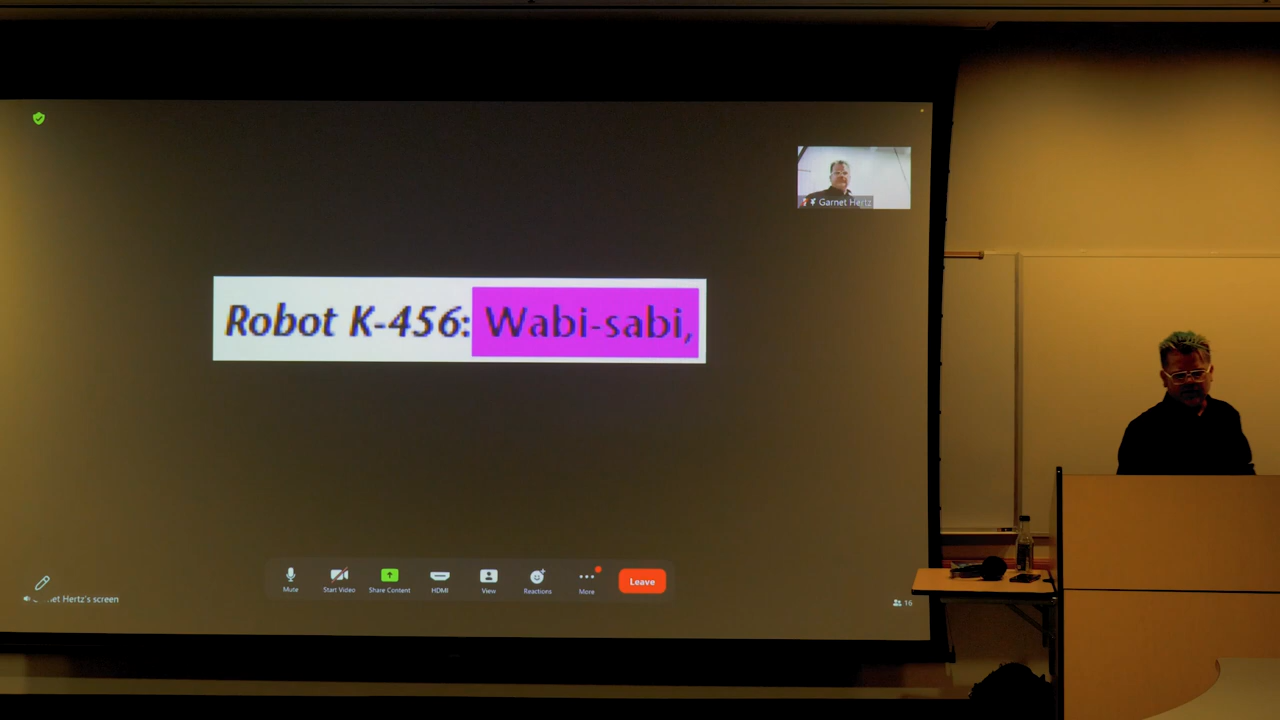 Garnet Hertz
Robot K-456: Wabi-sabi,
Mute
Start Video
Share Content
HDMI
View
Reactions
More
Leave
net Hertz's screen
16